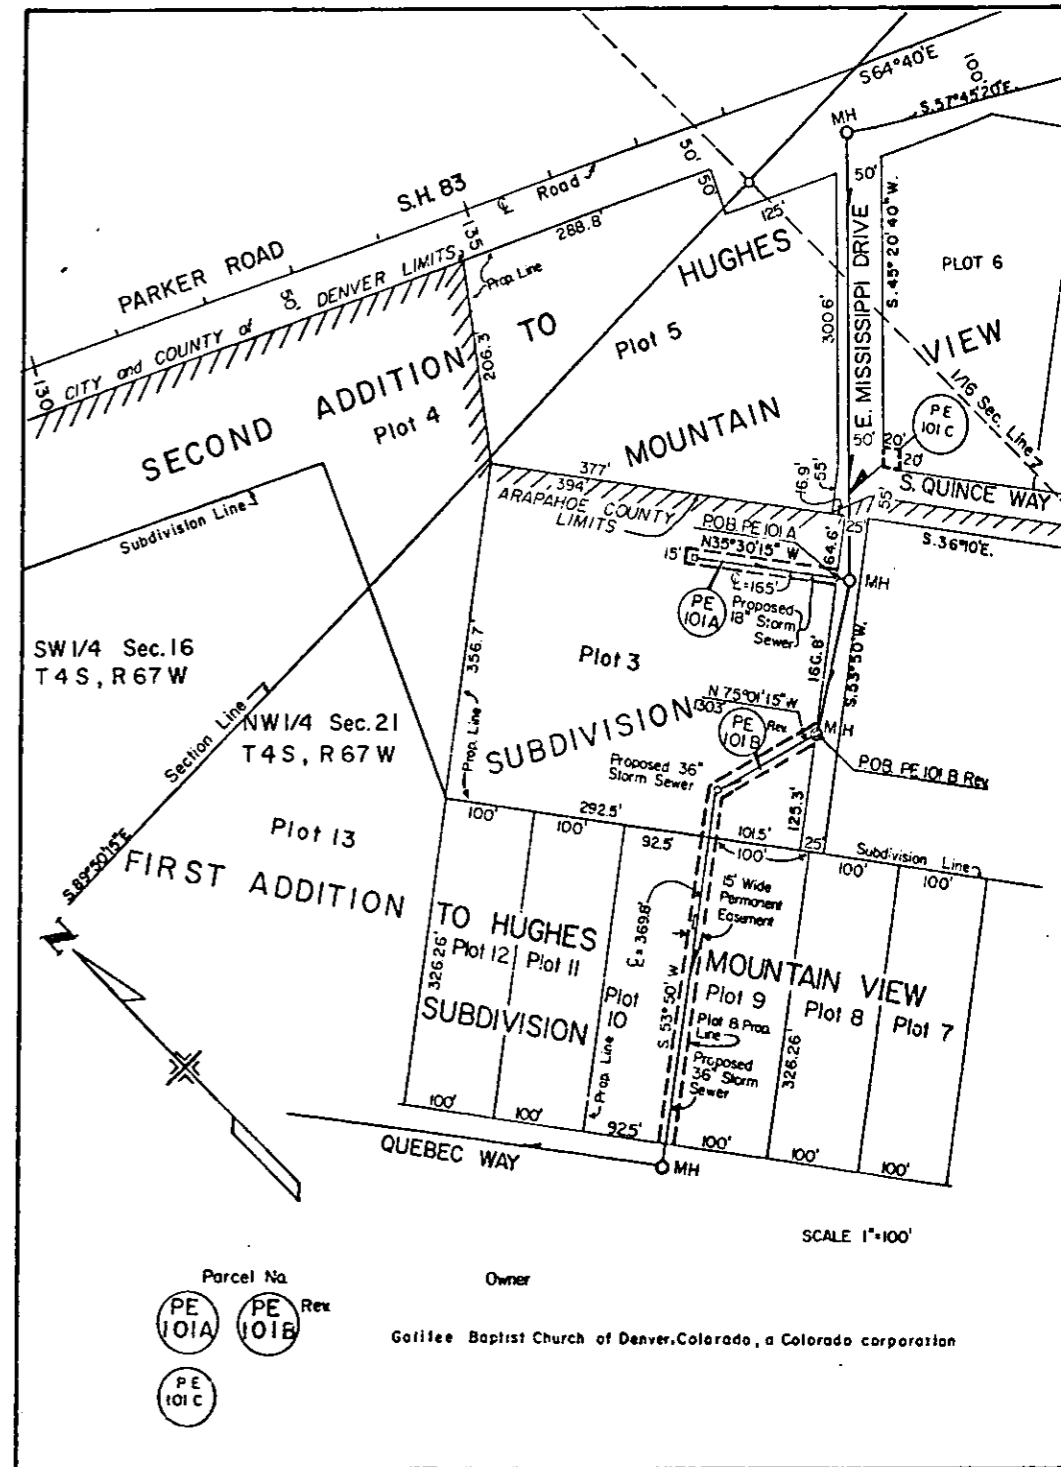 S64°40'E
100'
S.57°45'20"E.
MH
50' 50'
50'
S.H. 83
℄ Road
135
125'
288.8'
PARKER ROAD
HUGHES
E. MISSISSIPPI DRIVE
S. 45° 20' 40" W.
PLOT 6
Prop. Line
50'
CITY and COUNTY of DENVER LIMITS
130
TO
Plot 5
300.6'
VIEW
206.3'
SECOND ADDITION
Plot 4
MOUNTAIN
1/16 Sec. Line
PE
101C
50'
20'
20'
377'
394'
16.9'
55'
S. QUINCE WAY
55'
Subdivision Line
ARAPAHOE COUNTY
LIMITS
P.O.B. PE 101A
125'
S.36°10'E.
N35°30'15" W
64.6'
15'
℄=165'
MH
PE
101A
Proposed
18" Storm
Sewer
SW 1/4 Sec.16
T4S, R67W
356.7'
Plot 3
160.8'
S.53°50'W.
Section Line
NW1/4 Sec.21
T4S, R67W
Prop. Line
SUBDIVISION
N 75°01'15"W
PE
101B
Rev.
MH
Proposed 36"
Storm Sewer
P.O.B. PE 101 B Rev.
125.3'
292.5'
100'
100'
92.5'
101.5'
100'
25'
Plot 13
Subdivision Line
100'
100'
S.89°50'15"E
FIRST ADDITION TO HUGHES
15' Wide
Permanent
Easement
℄= 369.8'
N
326.26'
Plot 12
Plot 11
Plot
10
S.53°50' W
MOUNTAIN VIEW
Plot 9
Plot 8
Plot 7
SUBDIVISION
Prop. Line
Plot 8 Prop.
Line
326.26'
Proposed
36" Storm
Sewer
100'
100'
92.5'
100'
100'
100'
QUEBEC WAY
MH
SCALE 1"=100'
Parcel No.
Owner
PE
101A
PE
101B
Rev.
Galilee Baptist Church of Denver, Colorado, a Colorado corporation
PE
101C